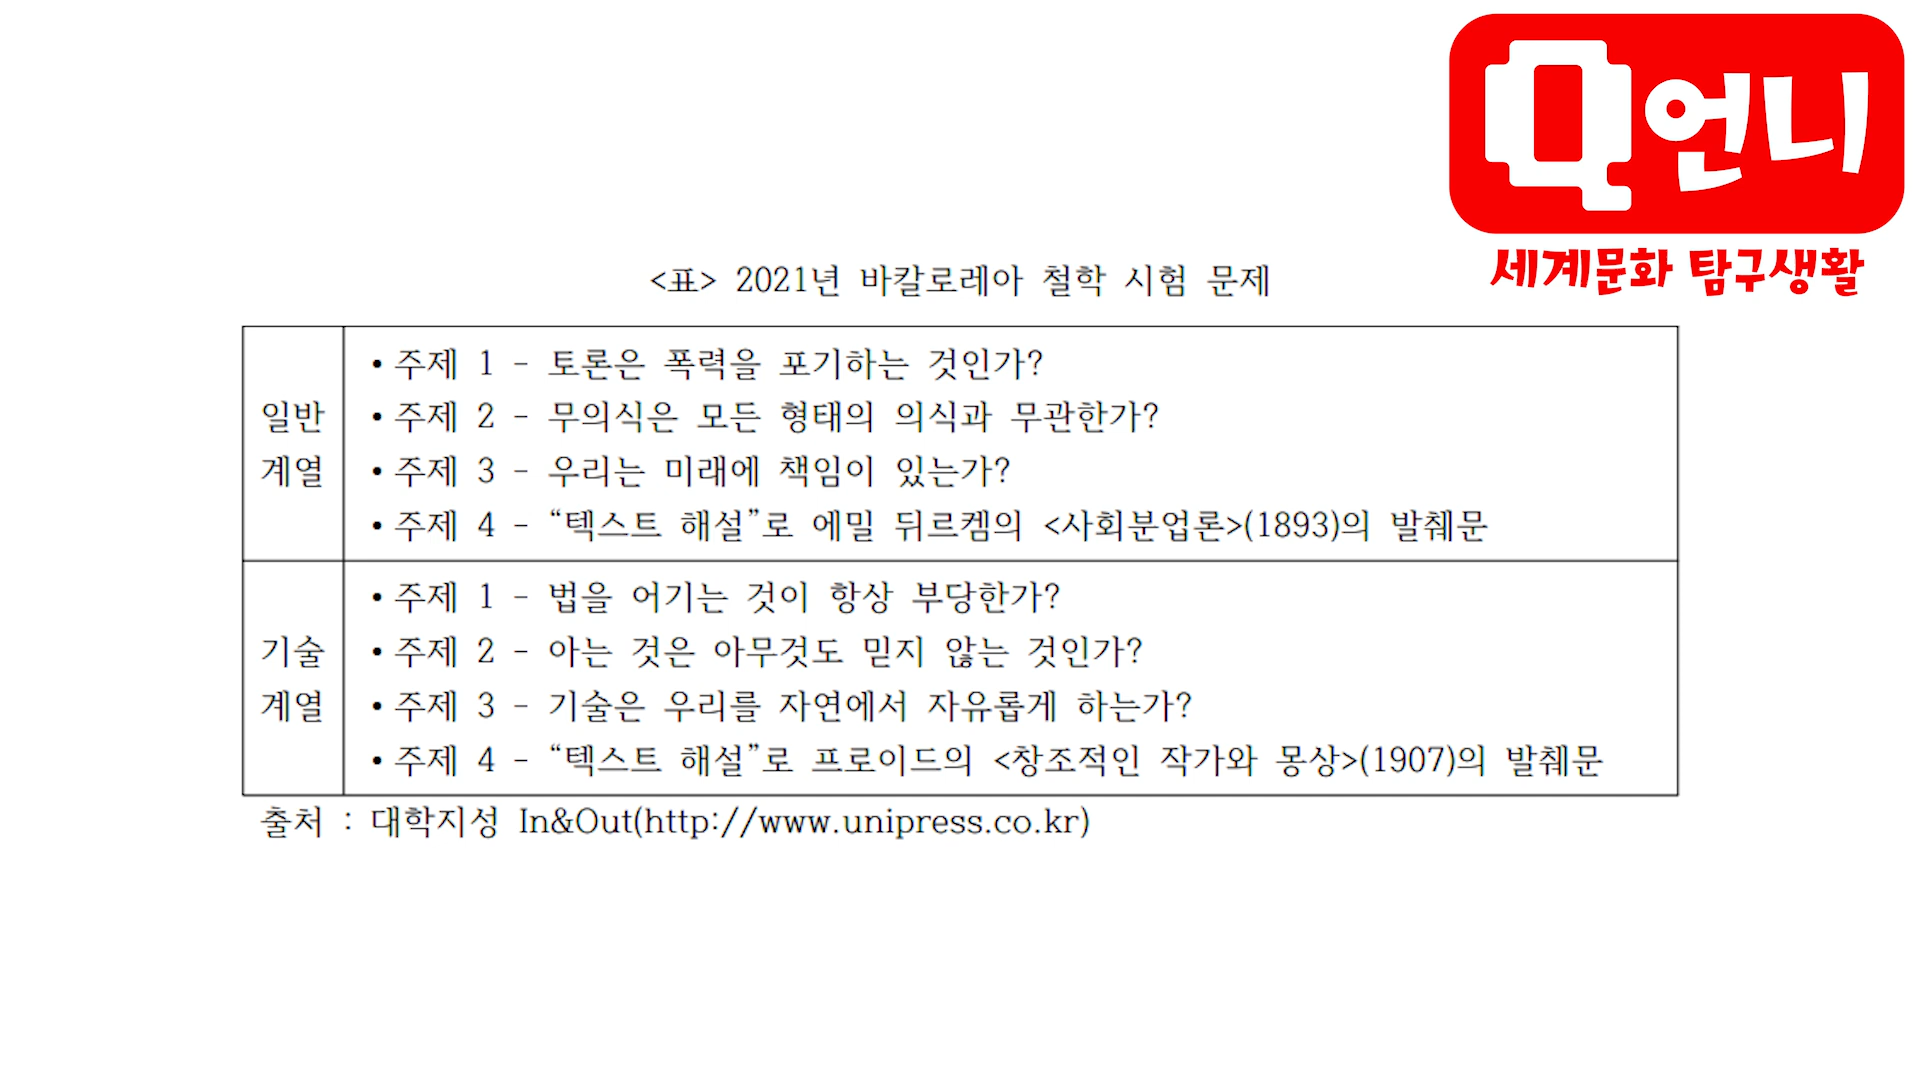 Q언니
세계문화 탐구생활
<표> 2021년 바칼로레아 철학 시험 문제
일반
계열
• 주제 1 - 토론은 폭력을 포기하는 것인가?
• 주제 2 - 무의식은 모든 형태의 의식과 무관한가?
• 주제 3 - 우리는 미래에 책임이 있는가?
• 주제 4 - “텍스트 해설”로 에밀 뒤르켐의 <사회분업론>(1893)의 발췌문
기술
계열
• 주제 1 - 법을 어기는 것이 항상 부당한가?
• 주제 2 - 아는 것은 아무것도 믿지 않는 것인가?
• 주제 3 - 기술은 우리를 자연에서 자유롭게 하는가?
• 주제 4 - “텍스트 해설”로 프로이드의 <창조적인 작가와 몽상>(1907)의 발췌문
출처 : 대학지성 In&Out(http://www.unipress.co.kr)